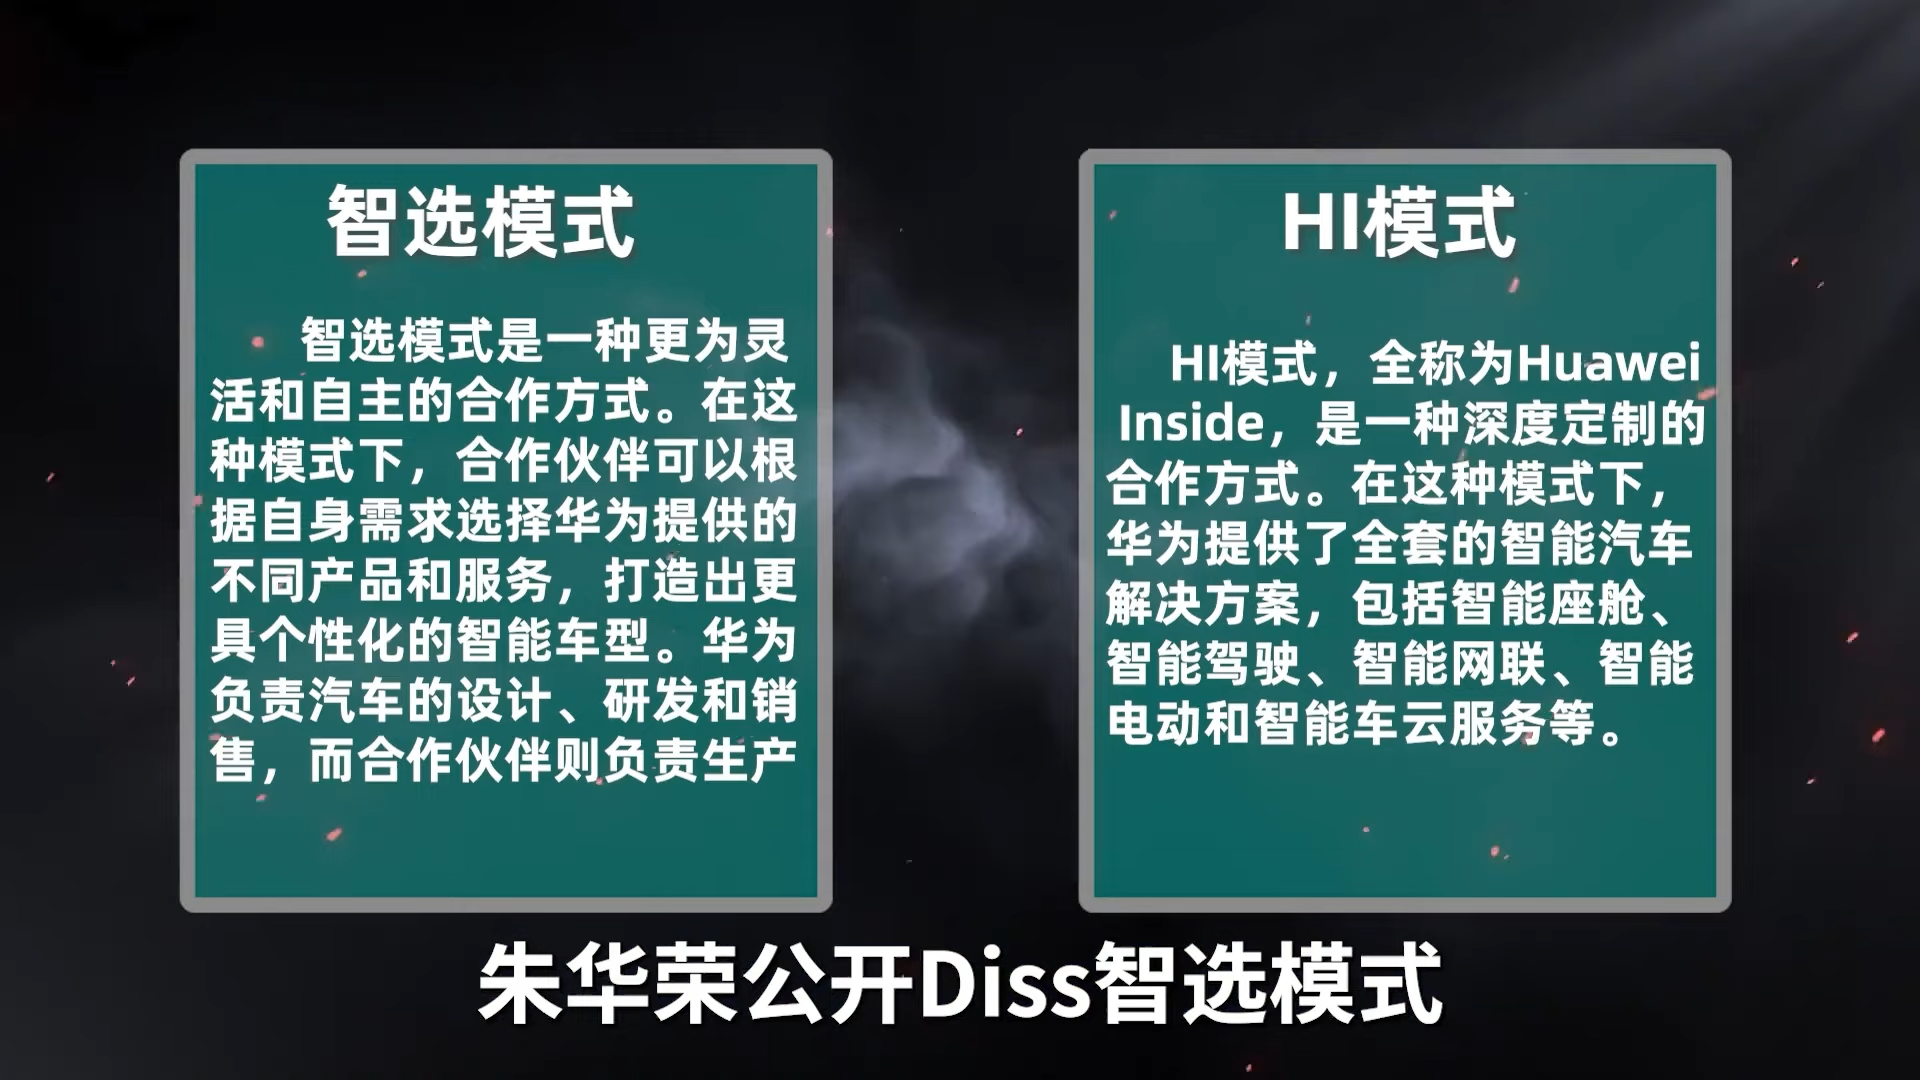 智选模式
智选模式是一种更为灵
活和自主的合作方式。在这
种模式下，合作伙伴可以根
据自身需求选择华为提供的
不同产品和服务，打造出更
具个性化的智能车型。华为
负责汽车的设计、研发和销
售，而合作伙伴则负责生产
HI模式
HI模式，全称为Huawei
Inside，是一种深度定制的
合作方式。在这种模式下，
华为提供了全套的智能汽车
解决方案，包括智能座舱、
智能驾驶、智能网联、智能
电动和智能车云服务等。
朱华荣公开Diss智选模式